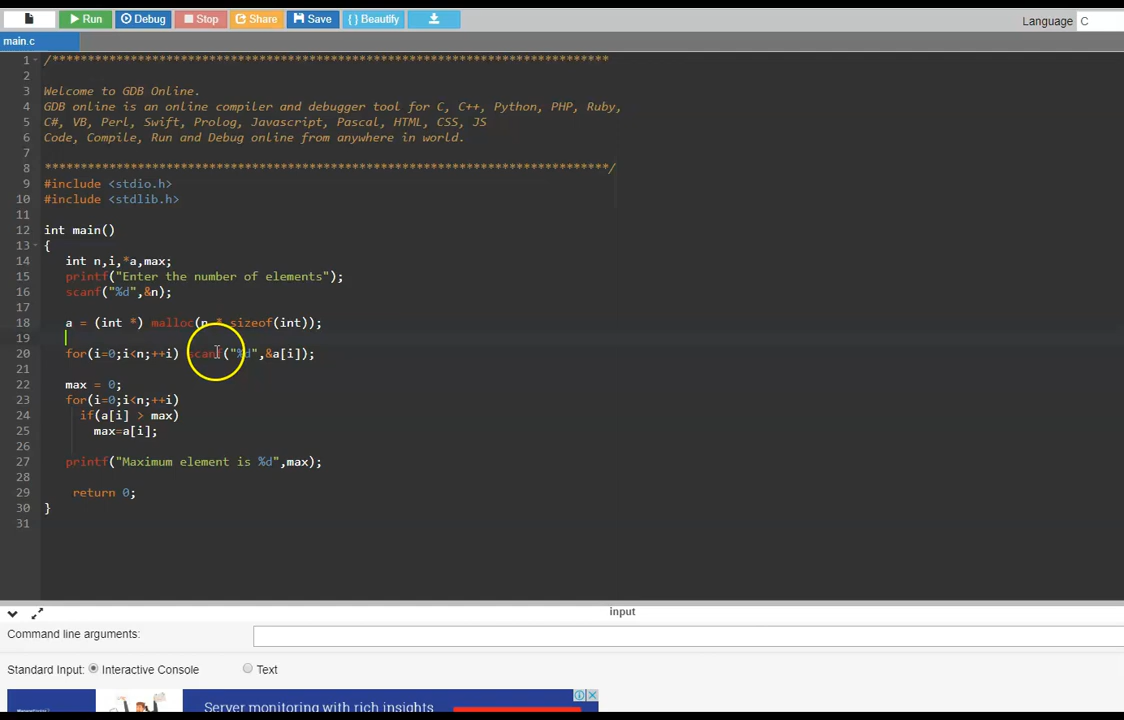 Run Debug Stop Share Save { } Beautify Language C
main.c
1 /******************************************************************************
2
3 Welcome to GDB Online.
4 GDB online is an online compiler and debugger tool for C, C++, Python, PHP, Ruby,
5 C#, VB, Perl, Swift, Prolog, Javascript, Pascal, HTML, CSS, JS
6 Code, Compile, Run and Debug online from anywhere in world.
7
8 *******************************************************************************/
9 #include <stdio.h>
10 #include <stdlib.h>
11
12 int main()
13 {
14 int n,i,*a,max;
15 printf("Enter the number of elements");
16 scanf("%d",&n);
17
18 a = (int *) malloc(n * sizeof(int));
19
20 for(i=0;i<n;++i) scanf("%d",&a[i]);
21
22 max = 0;
23 for(i=0;i<n;++i)
24 if(a[i] > max)
25 max=a[i];
26
27 printf("Maximum element is %d",max);
28
29 return 0;
30 }
31
input
Command line arguments:
Standard Input: Interactive Console Text
Server monitoring with rich insights